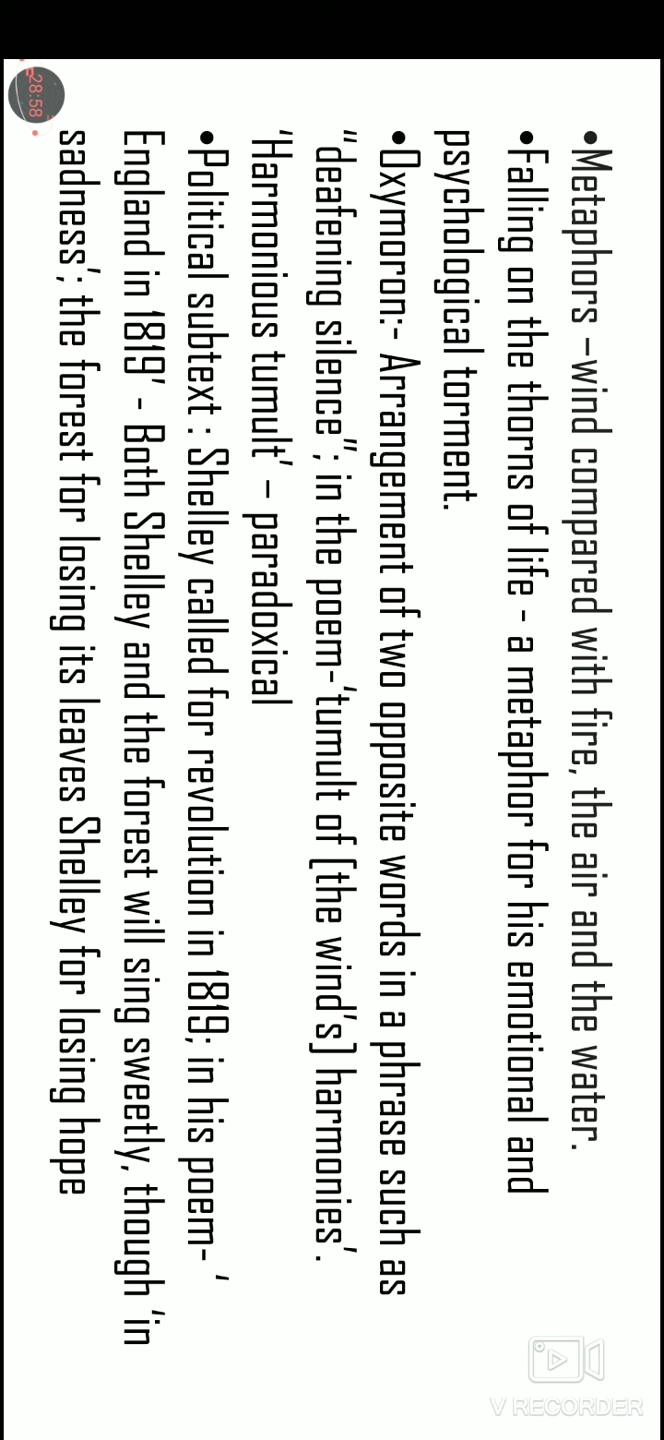 •Metaphors –wind compared with fire, the air and the water.
•Falling on the thorns of life - a metaphor for his emotional and
psychological torment.
•Oxymoron:- Arrangement of two opposite words in a phrase such as
“deafening silence”; in the poem-‘tumult of [the wind’s] harmonies’.
‘Harmonious tumult’ – paradoxical
•Political subtext : Shelley called for revolution in 1819; in his poem- ‘
England in 1819’ - Both Shelley and the forest will sing sweetly, though ‘in
sadness’; the forest for losing its leaves Shelley for losing hope
28:58
V RECORDER